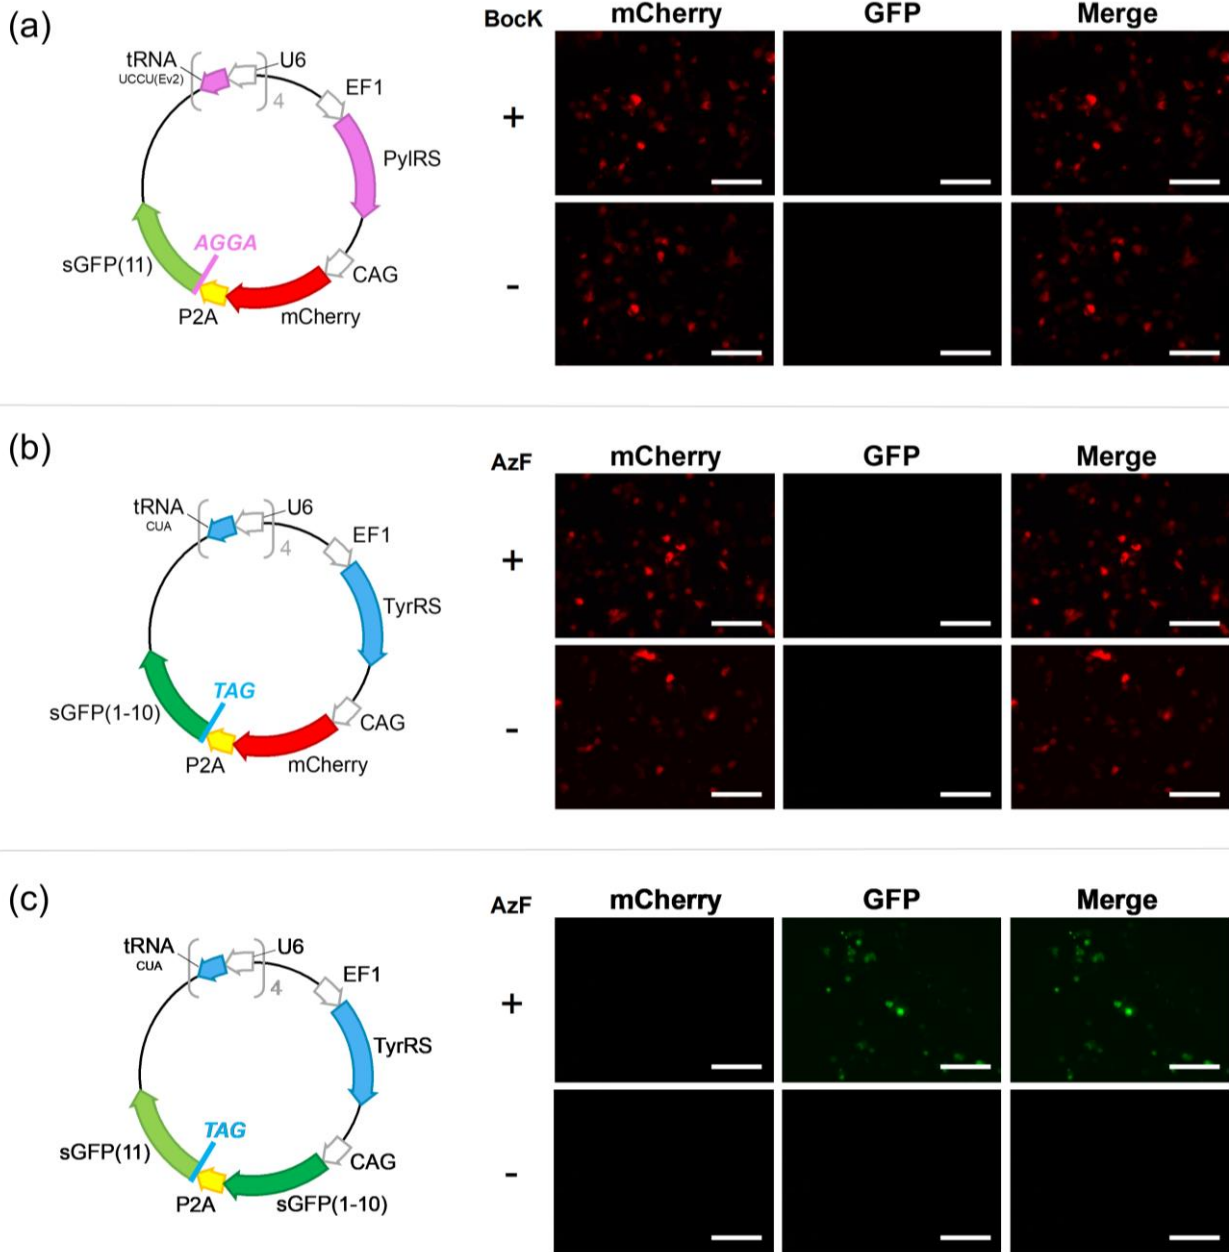 (a)
BocK mCherry GFP Merge
tRNA
UCCU(Ev2)
U6
4
EF1
PylRS
+
AGGA
sGFP(11)
CAG
P2A
mCherry
-
(b)
AzF mCherry GFP Merge
tRNA
CUA
U6
4
EF1
TyrRS
+
TAG
sGFP(1-10)
CAG
P2A
mCherry
-
(c)
AzF mCherry GFP Merge
tRNA
CUA
U6
4
EF1
TyrRS
+
TAG
sGFP(11)
CAG
P2A
sGFP(1-10)
-